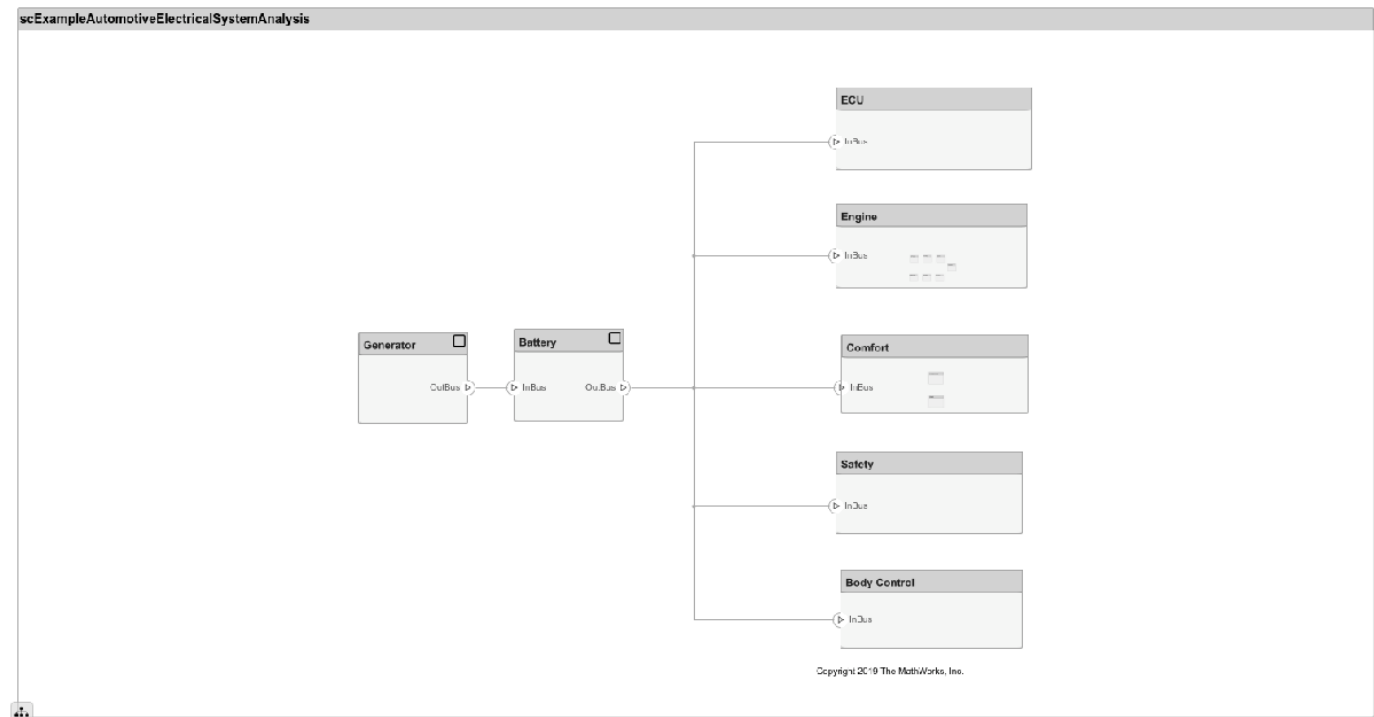 scExampleAutomotiveElectricalSystemAnalysis
ECU
InBus
Engine
InBus
Generator
OutBus
Battery
InBus OutBus
Comfort
InBus
Safety
InBus
Body Control
InBus
Copyright 2019 The MathWorks, Inc.